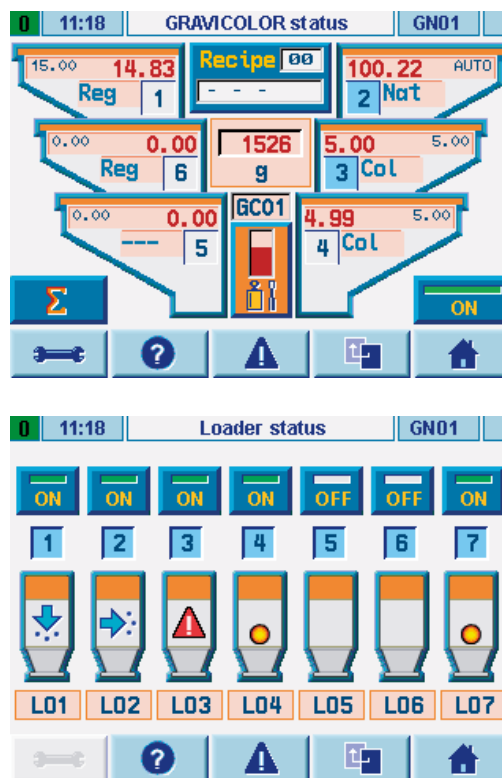 0 11:18 GRAVICOLOR status GN01
15.00 14.83 Recipe 00 100.22 AUTO
Reg 1 - - - 2 Nat
0.00 0.00 1526 5.00 5.00
Reg 6 g 3 Col
0.00 0.00 GC01 4.99 5.00
--- 5 4 Col
Σ ON
?
0 11:18 Loader status GN01
ON ON ON ON OFF OFF ON
1 2 3 4 5 6 7
L01 L02 L03 L04 L05 L06 L07
?